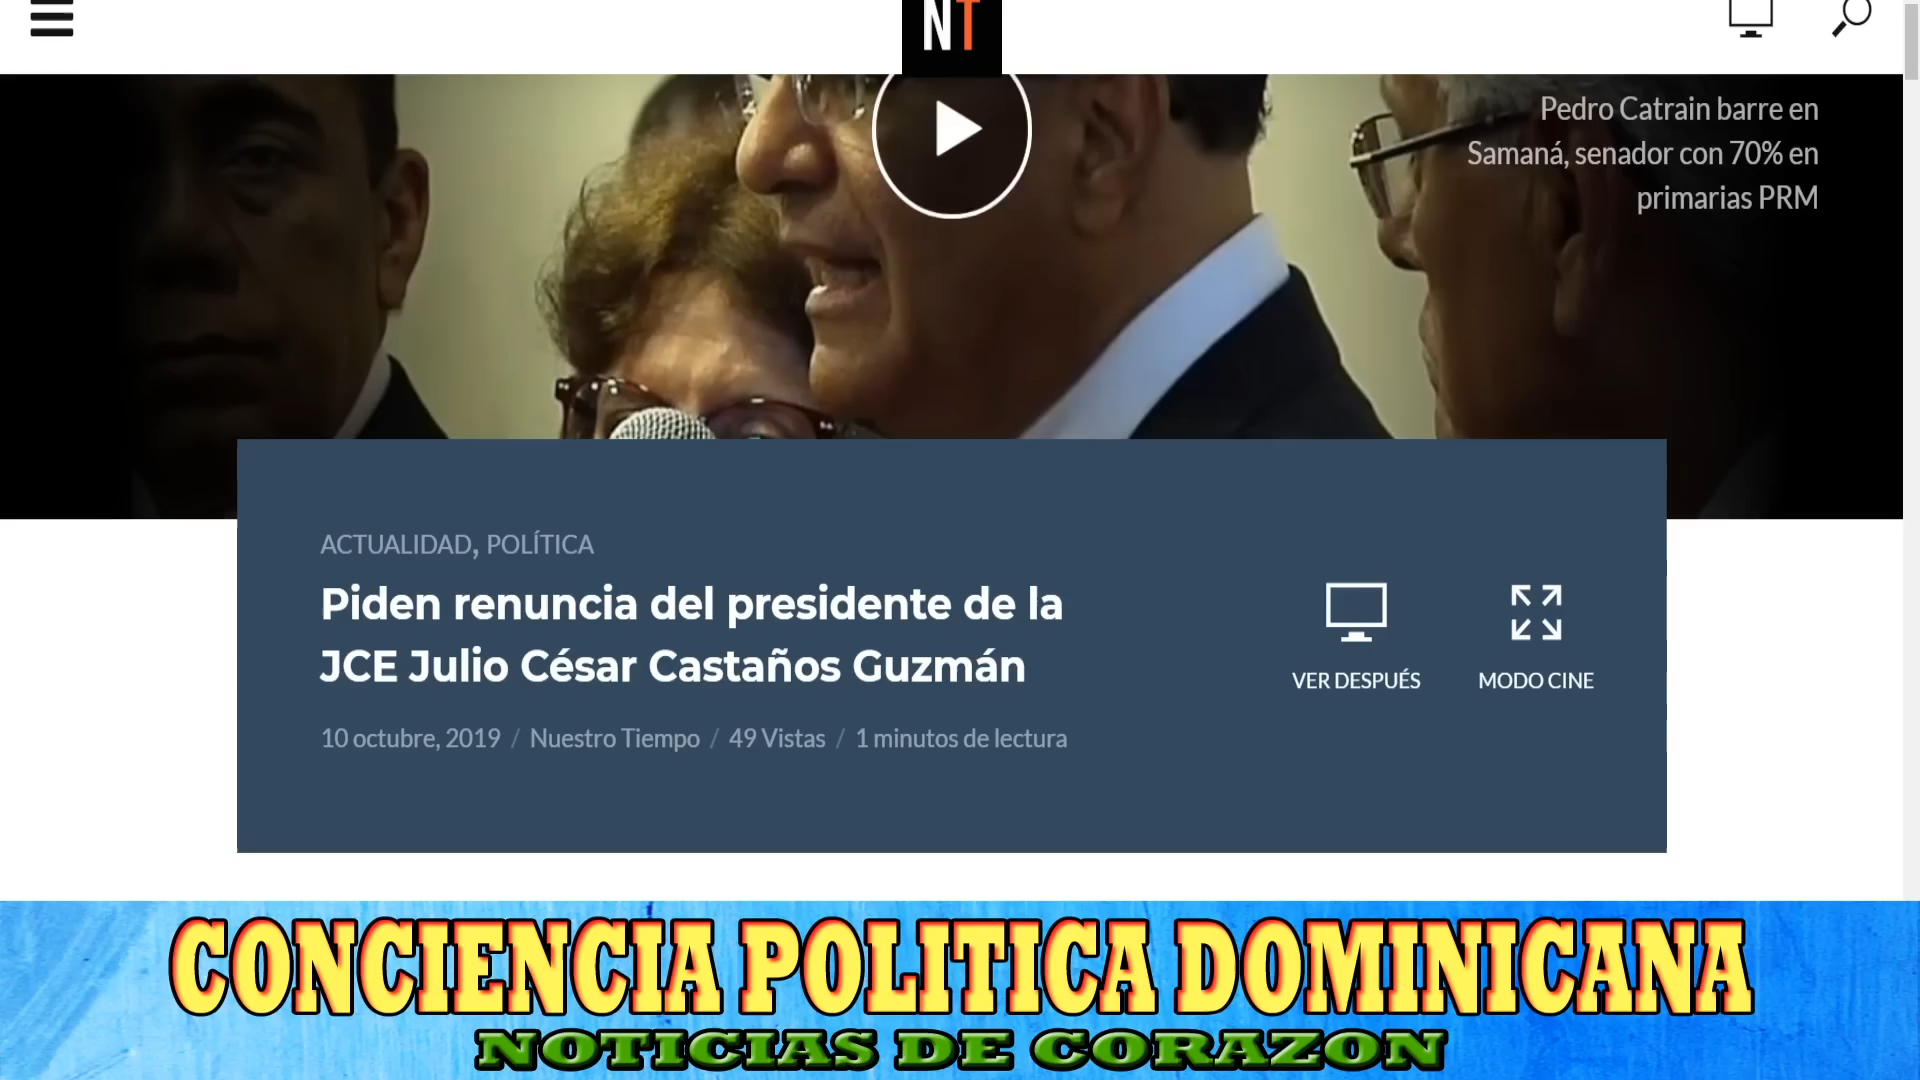 NT
Pedro Catrain barre en
Samaná, senador con 70% en
primarias PRM
ACTUALIDAD, POLÍTICA
Piden renuncia del presidente de la
JCE Julio César Castaños Guzmán
10 octubre, 2019 / Nuestro Tiempo / 49 Vistas / 1 minutos de lectura
VER DESPUÉS
MODO CINE
CONCIENCIA POLITICA DOMINICANA
NOTICIAS DE CORAZON